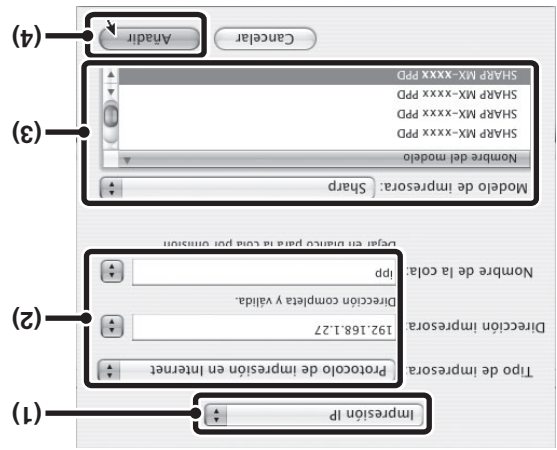 (1)
Impresión IP
(2)
Tipo de impresora: Protocolo de impresión en Internet
Dirección impresora: 192.168.1.27
Dirección completa y válida.
Nombre de la cola: ipp
Dejar en blanco para la cola por omisión
(3)
Modelo de impresora: Sharp
Nombre del modelo
SHARP MX-xxxx PPD
SHARP MX-xxxx PPD
SHARP MX-xxxx PPD
SHARP MX-xxxx PPD
(4)
Cancelar
Añadir